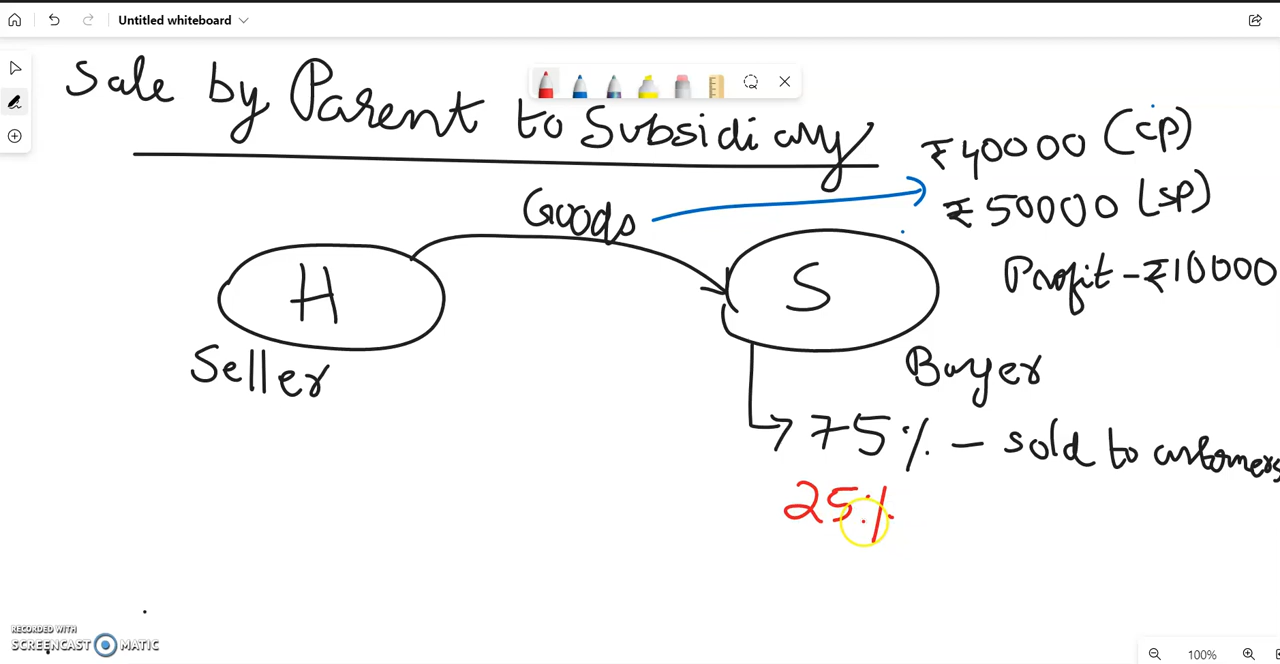 Untitled whiteboard
Sale by Parent to Subsidiary
₹40000 (CP)
₹50000 (SP)
Goods
Profit - ₹10000
H
S
Seller
Buyer
75% - sold to customers
25%
RECORDED WITH
SCREENCAST MATIC
100%